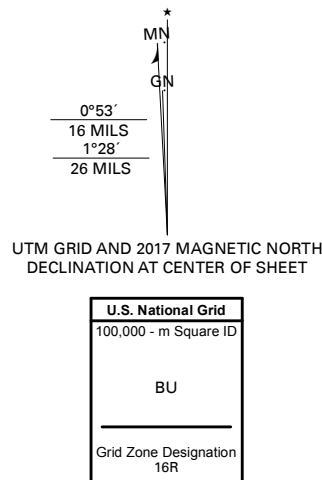 ★
MN
GN
0°53´
16 MILS
1°28´
26 MILS
UTM GRID AND 2017 MAGNETIC NORTH
DECLINATION AT CENTER OF SHEET
U.S. National Grid
100,000 - m Square ID
BU
Grid Zone Designation
16R